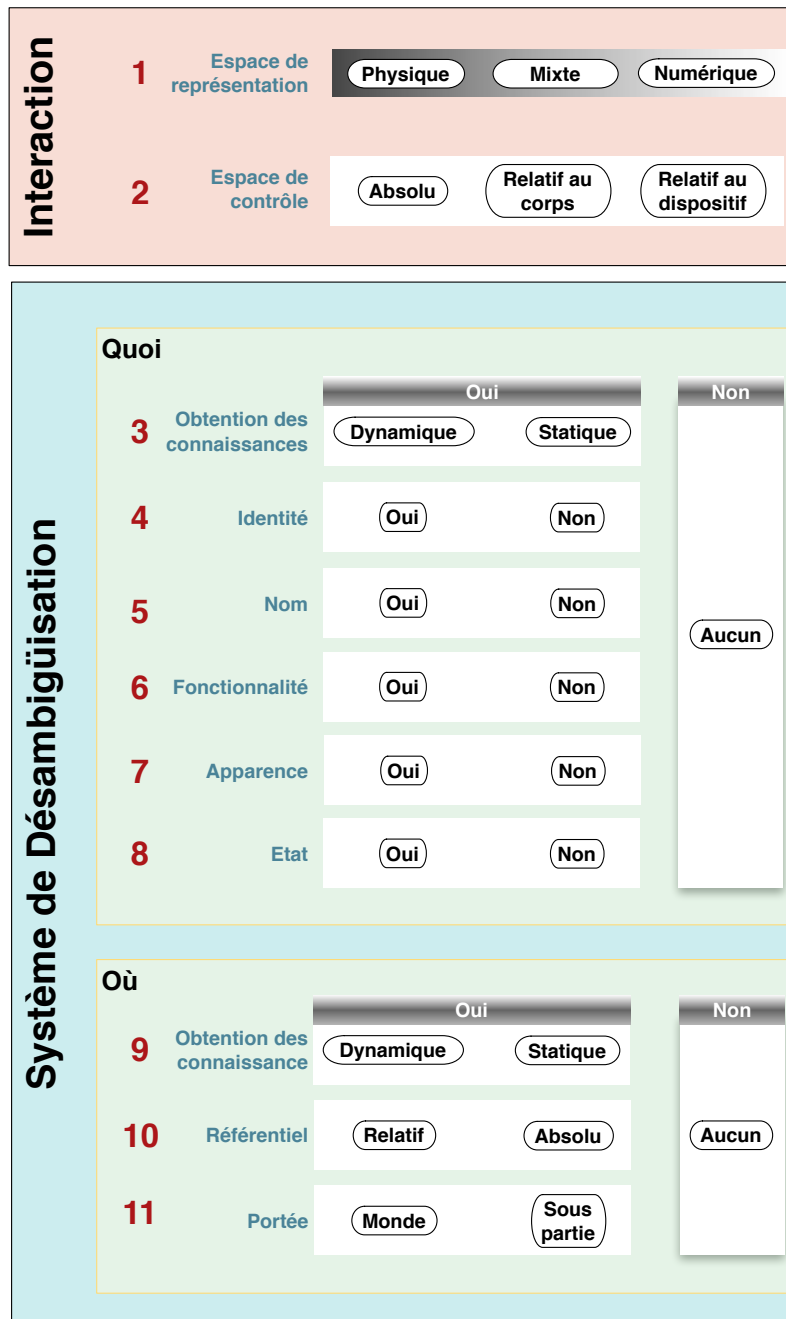 Interaction
1
Espace de
représentation
Physique
Mixte
Numérique
2
Espace de
contrôle
Absolu
Relatif au
corps
Relatif au
dispositif
Système de Désambigüisation
Quoi
Oui
Non
3
Obtention des
connaissances
Dynamique
Statique
4
Identité
Oui
Non
5
Nom
Oui
Non
Aucun
6
Fonctionnalité
Oui
Non
7
Apparence
Oui
Non
8
Etat
Oui
Non
Où
Oui
Non
9
Obtention des
connaissance
Dynamique
Statique
10
Référentiel
Relatif
Absolu
Aucun
11
Portée
Monde
Sous
partie